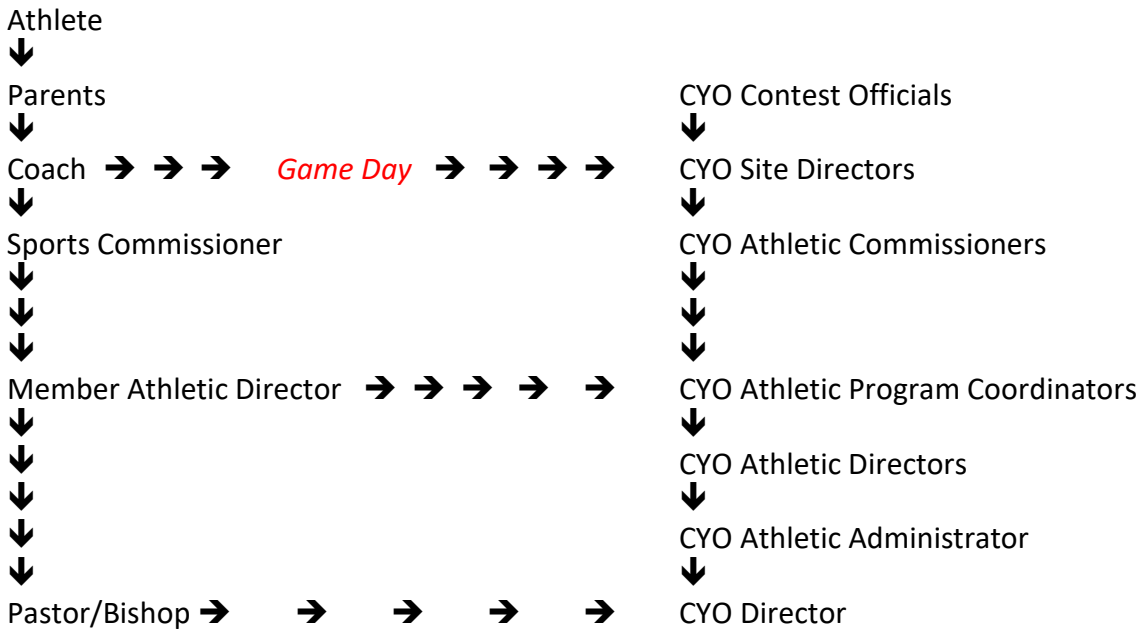 Athlete
🡻
Parents CYO Contest Officials
🡻 🡻
Coach 🡺 🡺 🡺 Game Day 🡺 🡺 🡺 🡺 CYO Site Directors
🡻 🡻
Sports Commissioner CYO Athletic Commissioners
🡻 🡻
🡻 🡻
🡻 🡻
Member Athletic Director 🡺 🡺 🡺 🡺 🡺 CYO Athletic Program Coordinators
🡻 🡻
🡻 CYO Athletic Directors
🡻 🡻
🡻 CYO Athletic Administrator
🡻 🡻
Pastor/Bishop 🡺 🡺 🡺 🡺 🡺 CYO Director